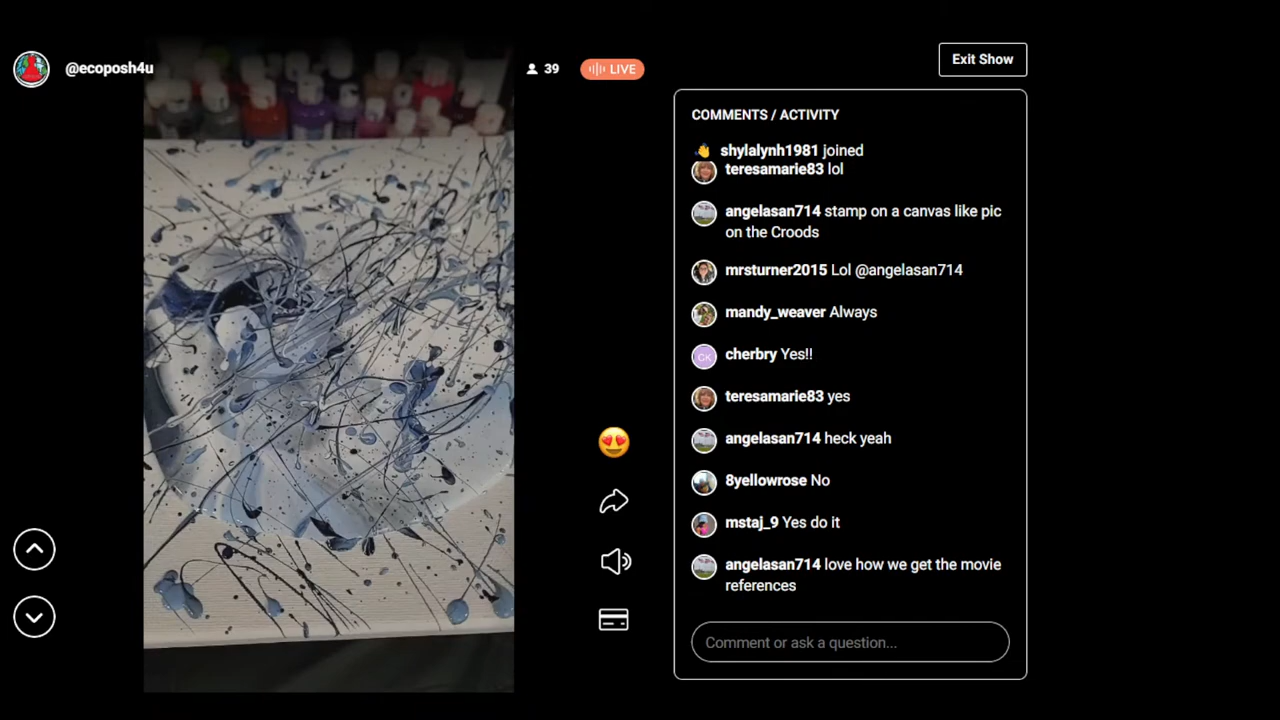 @ecoposh4u
39
LIVE
Exit Show
COMMENTS / ACTIVITY
shylalynh1981 joined
teresamarie83 lol
angelasan714 stamp on a canvas like pic
on the Croods
mrsturner2015 Lol @angelasan714
mandy_weaver Always
CK
cherbry Yes!!
teresamarie83 yes
angelasan714 heck yeah
8yellowrose No
mstaj_9 Yes do it
angelasan714 love how we get the movie
references
Comment or ask a question...